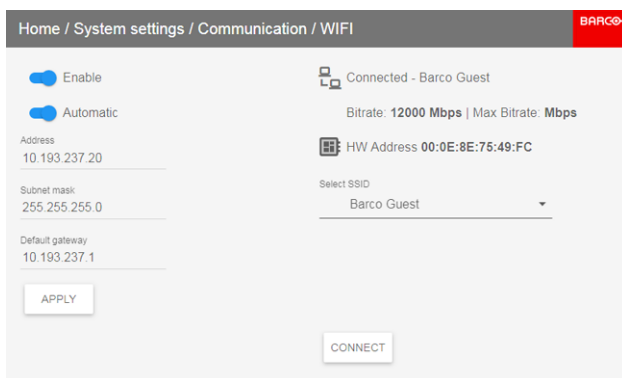 Home / System settings / Communication / WIFI
BARCO
Enable
Automatic
Address
10.193.237.20
Subnet mask
255.255.255.0
Default gateway
10.193.237.1
APPLY
Connected - Barco Guest
Bitrate: 12000 Mbps | Max Bitrate: Mbps
HW Address 00:0E:8E:75:49:FC
Select SSID
Barco Guest
CONNECT